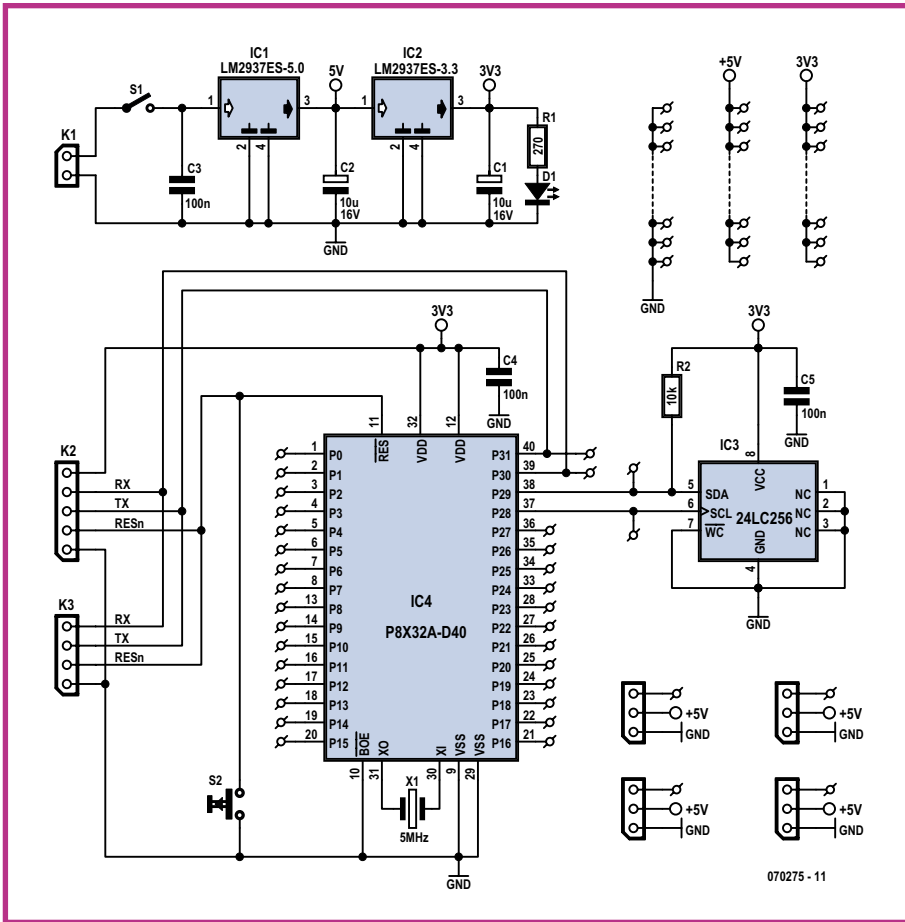 IC1
LM2937ES-5.0
IC2
LM2937ES-3.3
5V
3V3
+5V
3V3
S1
K1
1
3
1
3
2
4
2
4
C3
100n
C2
10u
16V
C1
10u
16V
R1
270
D1
GND
GND
3V3
C4
100n
GND
3V3
R2
10k
C5
100n
GND
K2
RX
TX
RESn
K3
RX
TX
RESn
11
32
12
RES
VDD
VDD
1 P0
2 P1
3 P2
4 P3
5 P4
6 P5
7 P6
8 P7
13 P8
14 P9
15 P10
16 P11
17 P12
18 P13
19 P14
20 P15
IC4
P8X32A-D40
P31 40
P30 39
P29 38
P28 37
P27 36
P26 35
P25 34
P24 33
P23 28
P22 27
P21 26
P20 25
P19 24
P18 23
P17 22
P16 21
BOE
XO
XI
VSS
VSS
10
31
30
9
29
X1
5MHz
S2
GND
IC3
24LC256
8
VCC
5 SDA
6 SCL
7 WC
NC 1
NC 2
NC 3
GND
4
GND
+5V
GND
+5V
GND
+5V
GND
+5V
GND
070275 - 11